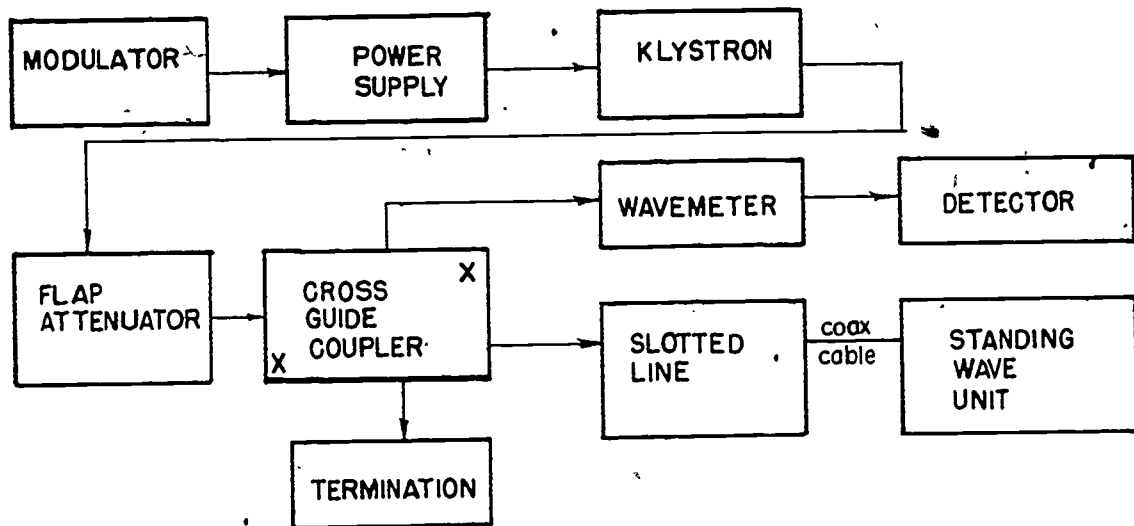 MODULATOR
POWER
SUPPLY
KLYSTRON
WAVEMETER
DETECTOR
FLAP
ATTENUATOR
X
CROSS
GUIDE
COUPLER
X
SLOTTED
LINE
coax
cable
STANDING
WAVE
UNIT
TERMINATION